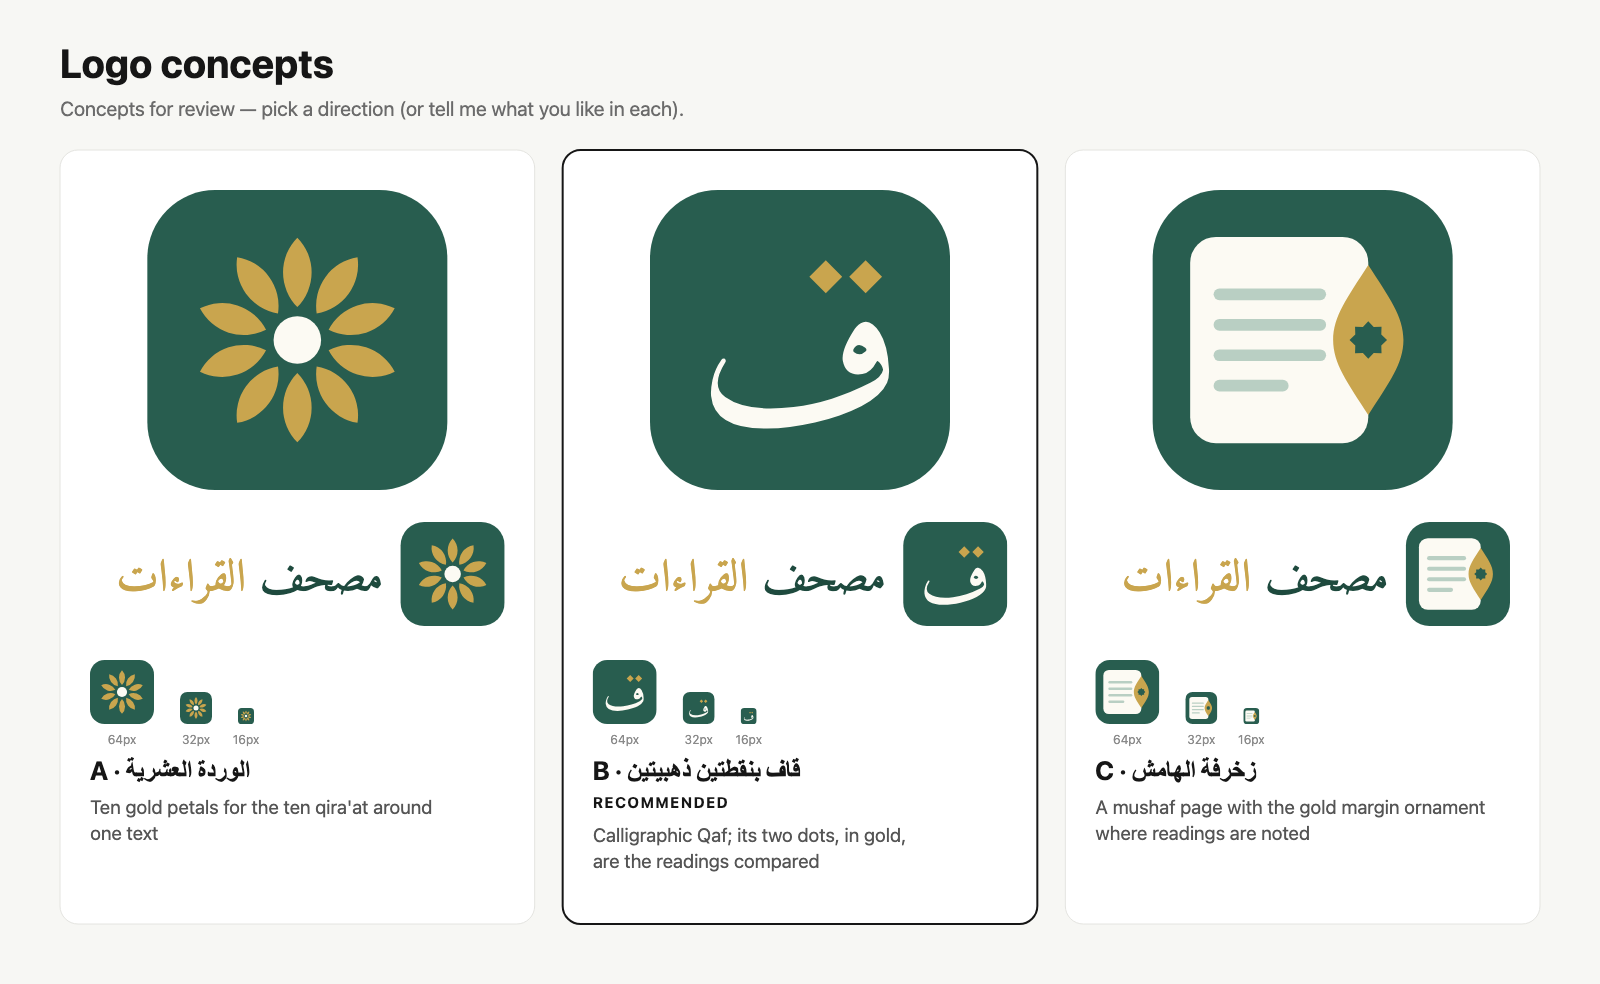 Logo concepts
Concepts for review — pick a direction (or tell me what you like in each).
مصحف القراءات
64px 32px 16px
A · الوردة العشرية
Ten gold petals for the ten qira'at around
one text
ق
مصحف القراءات
ق
64px 32px 16px
ق ق ق
B · قاف بنقطتين ذهبيتين
RECOMMENDED
Calligraphic Qaf; its two dots, in gold,
are the readings compared
مصحف القراءات
64px 32px 16px
C · زخرفة الهامش
A mushaf page with the gold margin ornament
where readings are noted